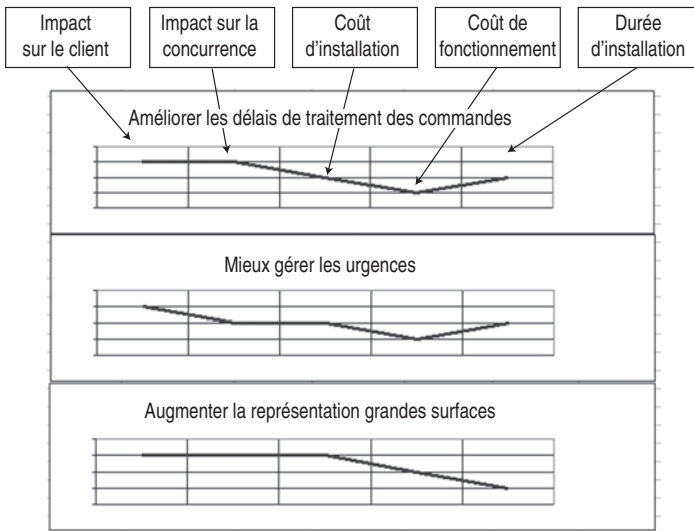 Impact
sur le client
Impact sur la
concurrence
Coût
d'installation
Coût de
fonctionnement
Durée
d'installation
Améliorer les délais de traitement des commandes
Mieux gérer les urgences
Augmenter la représentation grandes surfaces